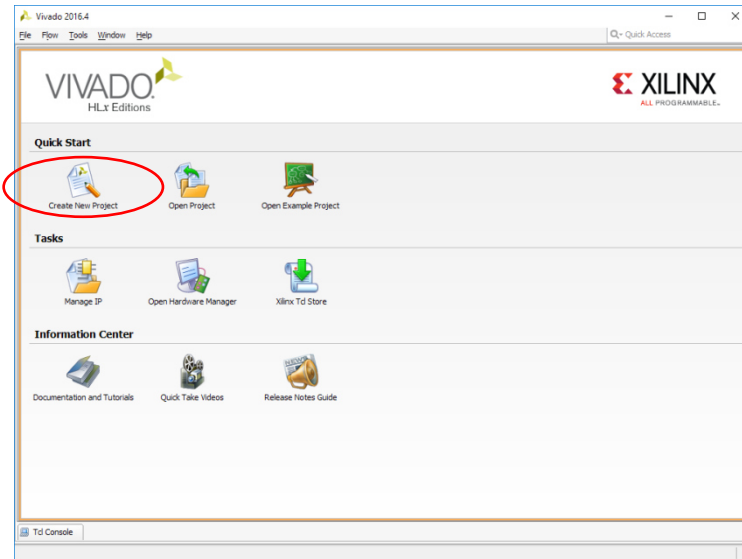 Vivado 2016.4
File Flow Tools Window Help
Quick Access
VIVADO.
HLx Editions
XILINX
ALL PROGRAMMABLE.
Quick Start
Create New Project
Open Project
Open Example Project
Tasks
Manage IP
Open Hardware Manager
Xilinx Tcl Store
Information Center
Documentation and Tutorials
Quick Take Videos
Release Notes Guide
Tcl Console